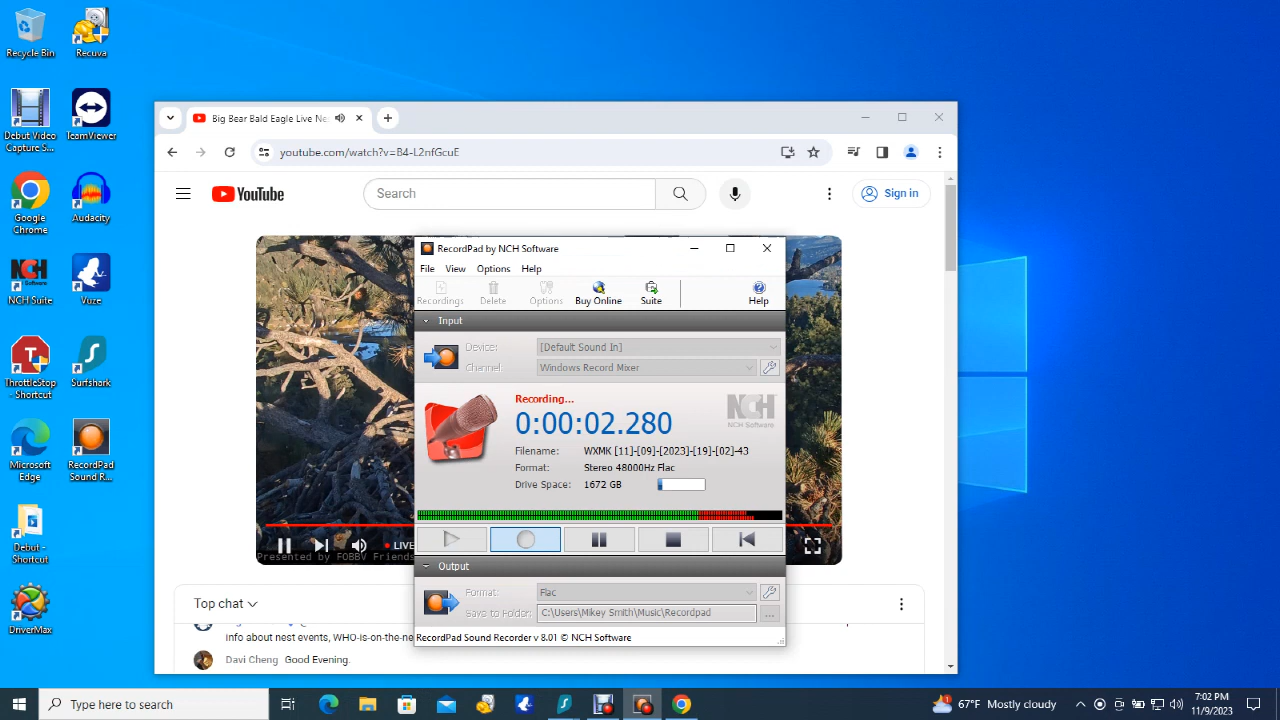 Recycle Bin
Recuva
Debut Video
Capture S...
TeamViewer
Google
Chrome
Audacity
NCH Suite
Vuze
ThrottleStop
- Shortcut
Surfshark
Microsoft
Edge
RecordPad
Sound R...
Debut -
Shortcut
DriverMax
Big Bear Bald Eagle Live Ne
youtube.com/watch?v=B4-L2nfGcuE
YouTube
Search
Sign in
RecordPad by NCH Software
File View Options Help
Recordings Delete Options Buy Online Suite Help
Input
Device: [Default Sound In]
Channel: Windows Record Mixer
Recording...
0:00:02.280
NCH
NCH Software
Filename: WXMK [11]-[09]-[2023]-[19]-[02]-43
Format: Stereo 48000Hz Flac
Drive Space: 1672 GB
LIVE
Presented by FOBBV Friends
Output
Format: Flac
Save to Folder: C:\Users\Mikey Smith\Music\Recordpad
...
RecordPad Sound Recorder v 8.01 © NCH Software
Top chat
info about nest events, WHO-is-on-the-ne
Davi Cheng Good Evening.
Type here to search
67°F Mostly cloudy
7:02 PM
11/9/2023